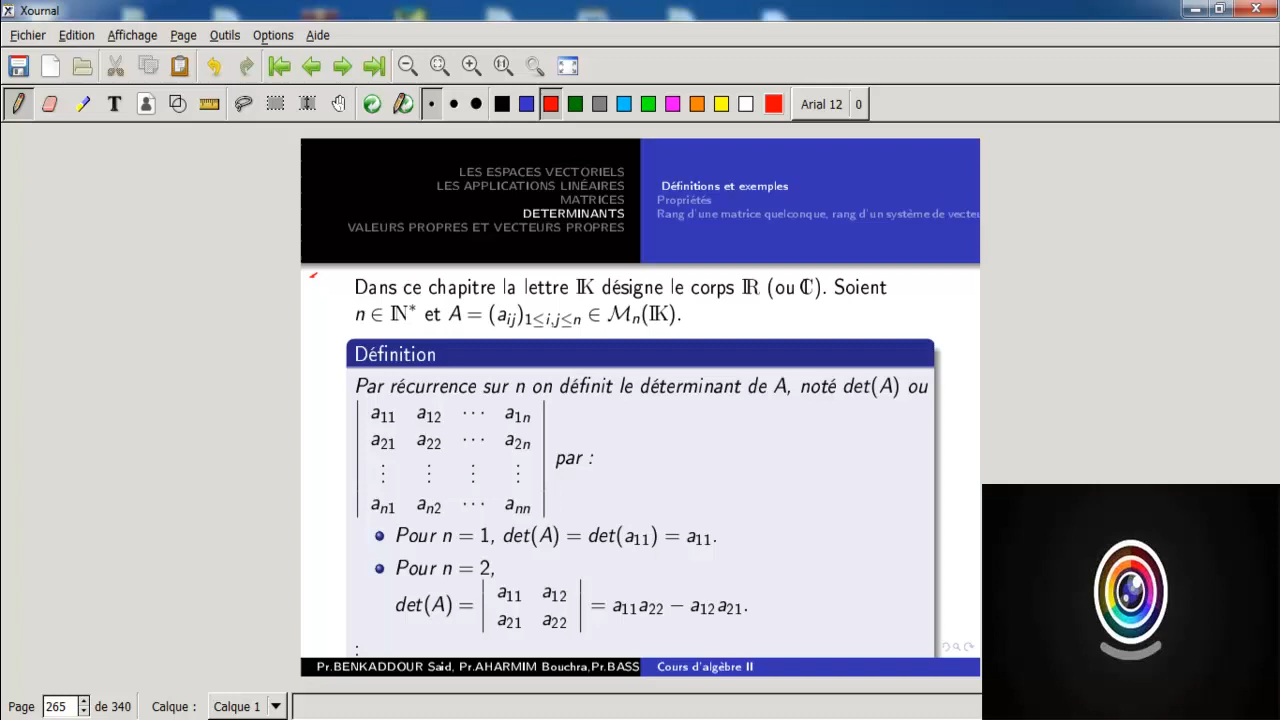 Xournal
Fichier Edition Affichage Page Outils Options Aide
Arial 12 0
LES ESPACES VECTORIELS
LES APPLICATIONS LINÉAIRES
MATRICES
DETERMINANTS
VALEURS PROPRES ET VECTEURS PROPRES
Définitions et exemples
Propriétés
Rang d'une matrice quelconque, rang d'un système de vecteu
Dans ce chapitre la lettre 𝕂 désigne le corps ℝ (ou ℂ). Soient
n ∈ ℕ* et A = (a_{ij})_{1≤i,j≤n} ∈ ℳ_n(𝕂).
Définition
Par récurrence sur n on définit le déterminant de A, noté det(A) ou
| a₁₁ a₁₂ ⋯ a₁ₙ |
| a₂₁ a₂₂ ⋯ a₂ₙ |
| ⋮ ⋮ ⋮ ⋮ | par :
| aₙ₁ aₙ₂ ⋯ aₙₙ |
Pour n = 1, det(A) = det(a₁₁) = a₁₁.
Pour n = 2,
| a₁₁ a₁₂ |
det(A) = = a₁₁a₂₂ − a₁₂a₂₁.
| a₂₁ a₂₂ |
:
Pr.BENKADDOUR Said, Pr.AHARMIM Bouchra,Pr.BASS Cours d'algèbre II
Page 265 de 340 Calque : Calque 1